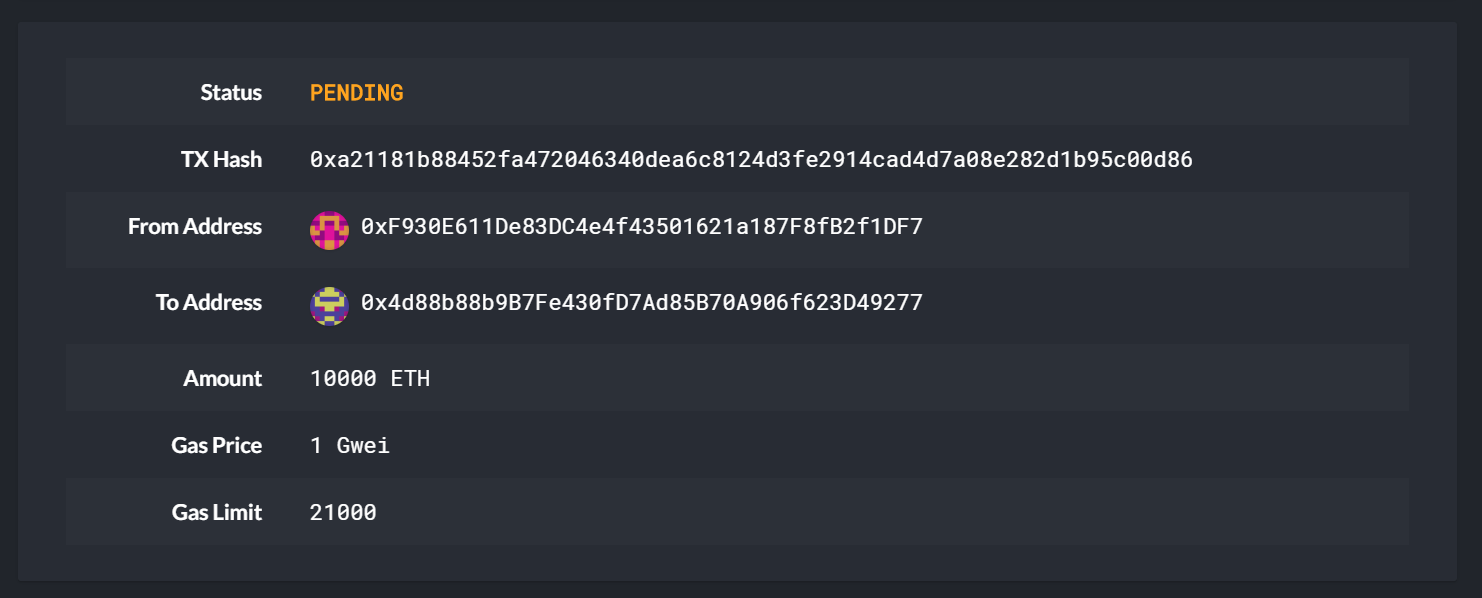 Status PENDING
TX Hash 0xa21181b88452fa472046340dea6c8124d3fe2914cad4d7a08e282d1b95c00d86
From Address 0xF930E611De83DC4e4f43501621a187F8fB2f1DF7
To Address 0x4d88b88b9B7Fe430fD7Ad85B70A906f623D49277
Amount 10000 ETH
Gas Price 1 Gwei
Gas Limit 21000